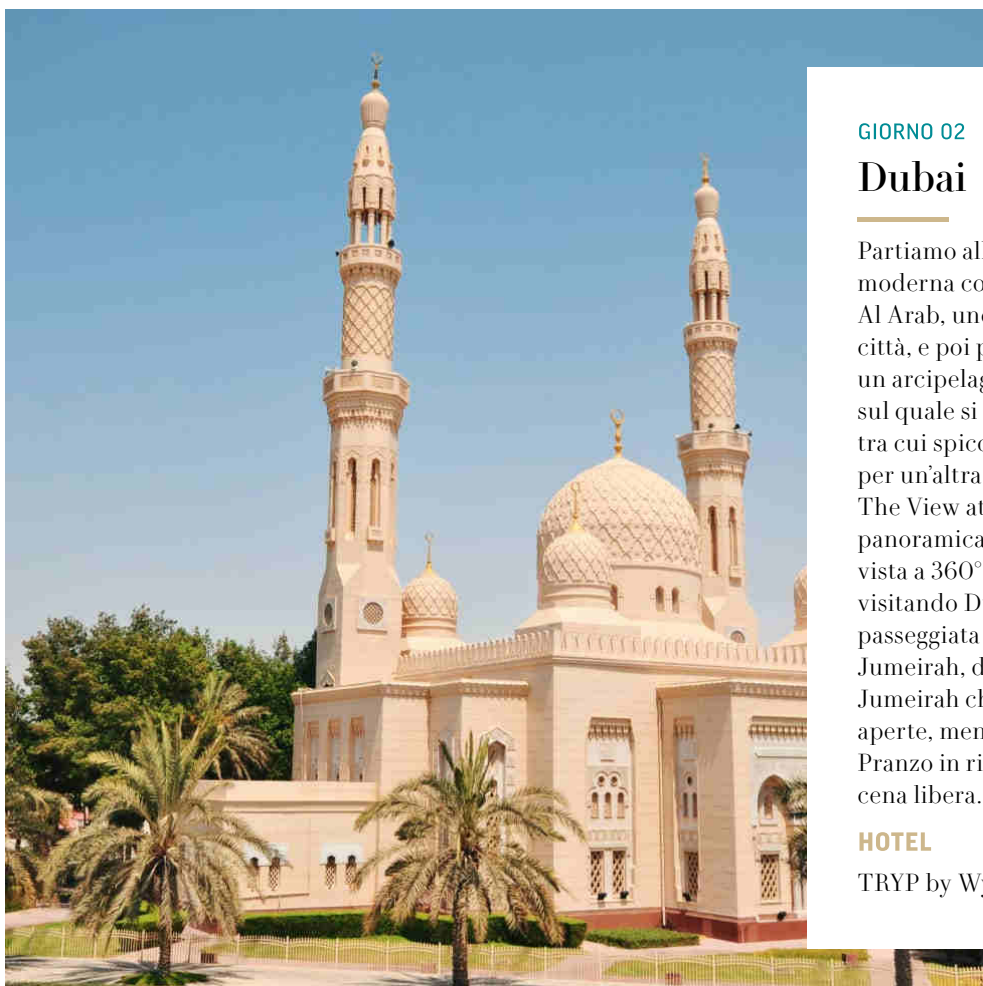 GIORNO 02
Dubai
Partiamo al
moderna co
Al Arab, un
città, e poi
un arcipela
sul quale si
tra cui spic
per un'altra
The View at
panoramica
vista a 360°
visitando D
passeggiata
Jumeirah, d
Jumeirah ch
aperte, men
Pranzo in ri
cena libera.
HOTEL
TRYP by W